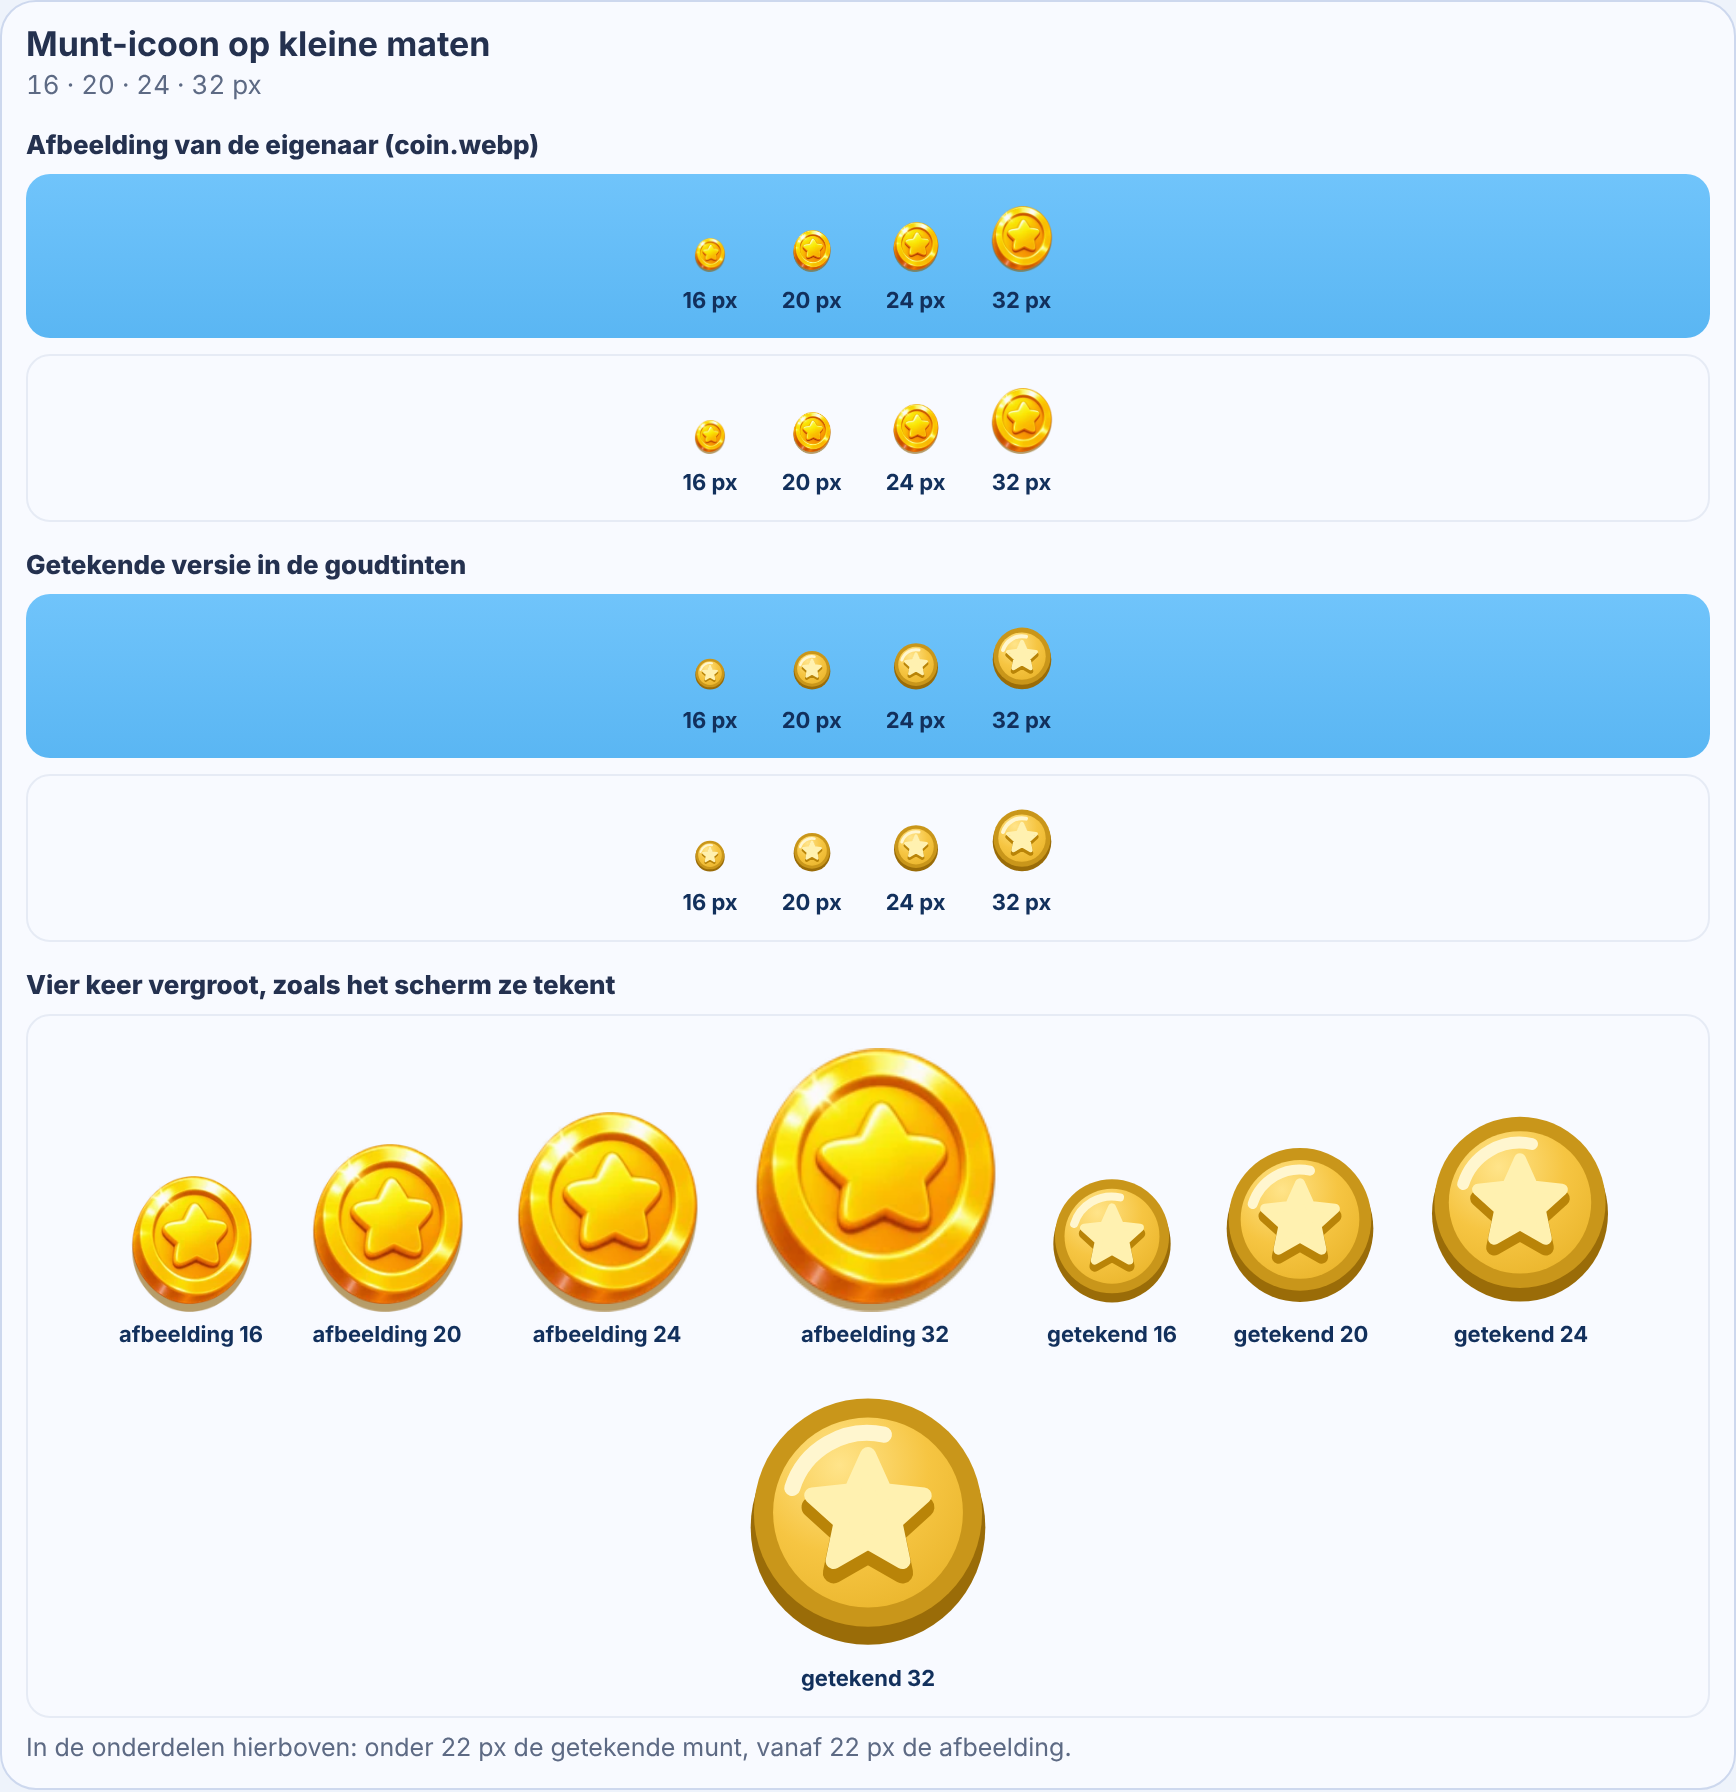 Munt-icoon op kleine maten
16 · 20 · 24 · 32 px
Afbeelding van de eigenaar (coin.webp)
16 px 20 px 24 px 32 px
16 px 20 px 24 px 32 px
Getekende versie in de goudtinten
16 px 20 px 24 px 32 px
16 px 20 px 24 px 32 px
Vier keer vergroot, zoals het scherm ze tekent
afbeelding 16 afbeelding 20 afbeelding 24 afbeelding 32 getekend 16 getekend 20 getekend 24
getekend 32
In de onderdelen hierboven: onder 22 px de getekende munt, vanaf 22 px de afbeelding.